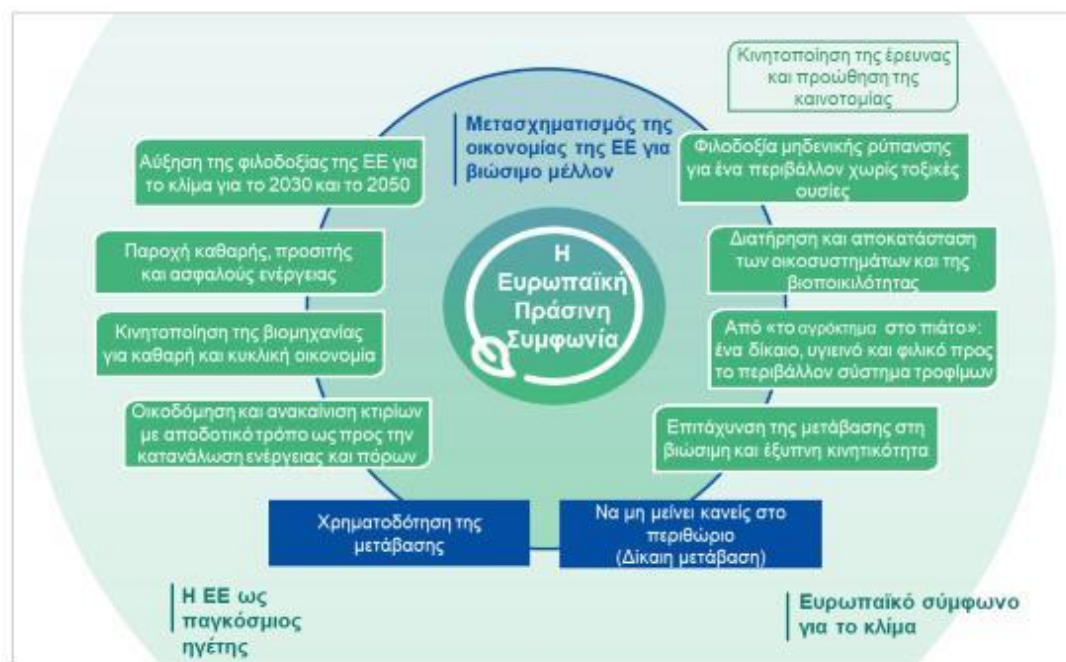 Κινητοποίηση της έρευνας
και προώθηση της
καινοτομίας
Μετασχηματισμός της
οικονομίας της ΕΕ για
βιώσιμο μέλλον
Αύξηση της φιλοδοξίας της ΕΕ για
το κλίμα για το 2030 και το 2050
Φιλοδοξία μηδενικής ρύπανσης
για ένα περιβάλλον χωρίς τοξικές
ουσίες
Παροχή καθαρής, προσιτής
και ασφαλούς ενέργειας
Διατήρηση και αποκατάσταση
των οικοσυστημάτων και της
βιοποικιλότητας
Η
Ευρωπαϊκή
Πράσινη
Συμφωνία
Κινητοποίηση της βιομηχανίας
για καθαρή και κυκλική οικονομία
Από «το αγρόκτημα στο πιάτο»:
ένα δίκαιο, υγιεινό και φιλικό προς
το περιβάλλον σύστημα τροφίμων
Οικοδόμηση και ανακαίνιση κτιρίων
με αποδοτικό τρόπο ως προς την
κατανάλωση ενέργειας και πόρων
Επιτάχυνση της μετάβασης στη
βιώσιμη και έξυπνη κινητικότητα
Χρηματοδότηση της
μετάβασης
Να μη μείνει κανείς στο
περιθώριο
(Δίκαιη μετάβαση)
Η ΕΕ ως
παγκόσμιος
ηγέτης
Ευρωπαϊκό σύμφωνο
για το κλίμα